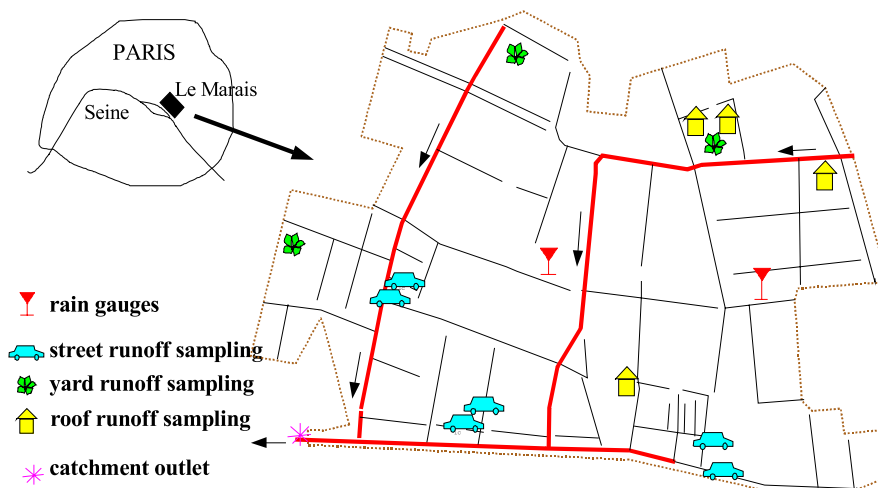 PARIS
Le Marais
Seine
rain gauges
street runoff sampling
yard runoff sampling
roof runoff sampling
catchment outlet